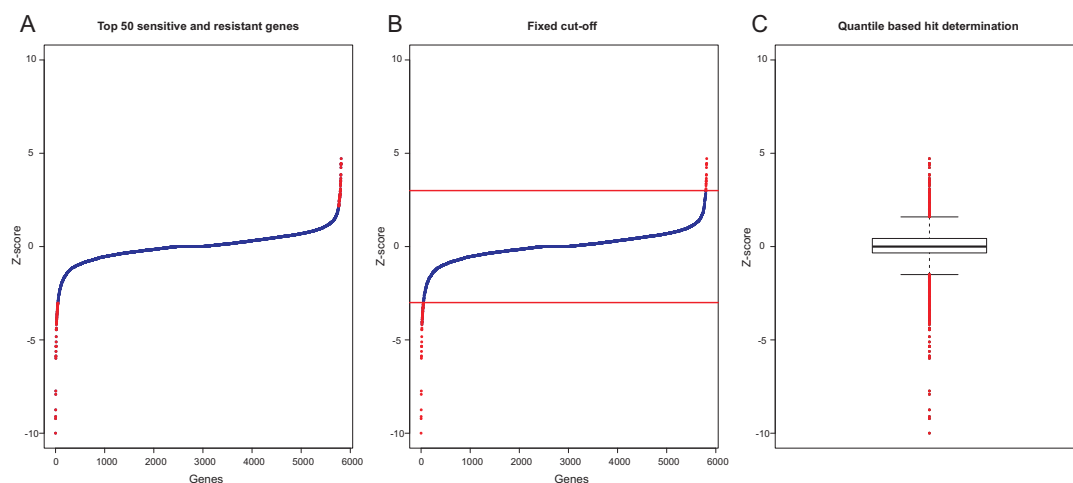 A
Top 50 sensitive and resistant genes
10
5
0
-5
-10
Z-score
0
1000
2000
3000
4000
5000
6000
Genes
B
Fixed cut-off
10
5
0
-5
-10
Z-score
0
1000
2000
3000
4000
5000
6000
Genes
C
Quantile based hit determination
10
5
0
-5
-10
Z-score